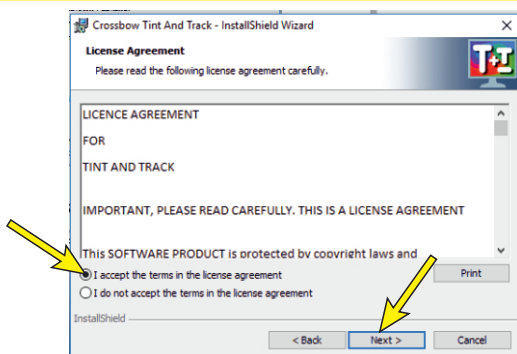 Crossbow Tint And Track - InstallShield Wizard
License Agreement
Please read the following license agreement carefully.
T+T
LICENCE AGREEMENT
FOR
TINT AND TRACK
IMPORTANT, PLEASE READ CAREFULLY. THIS IS A LICENSE AGREEMENT
This SOFTWARE PRODUCT is protected by copyright laws and
I accept the terms in the license agreement
Print
I do not accept the terms in the license agreement
InstallShield
< Back Next > Cancel